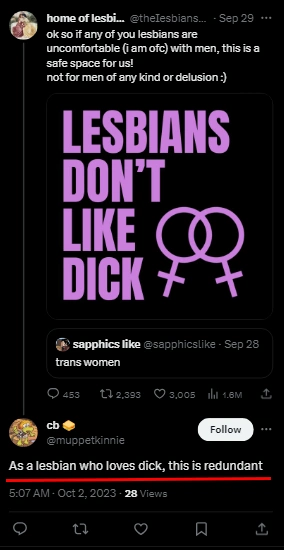 home of lesbi... @thelesbians... · Sep 29 ···
ok so if any of you lesbians are
uncomfortable (i am ofc) with men, this is a
safe space for us!
not for men of any kind or delusion :)
LESBIANS
DON'T
LIKE
DICK
sapphics like @sapphicslike · Sep 28
trans women
453 2,393 3,005 1.6M
cb
@muppetkinnie
Follow ···
As a lesbian who loves dick, this is redundant
5:07 AM · Oct 2, 2023 · 28 Views